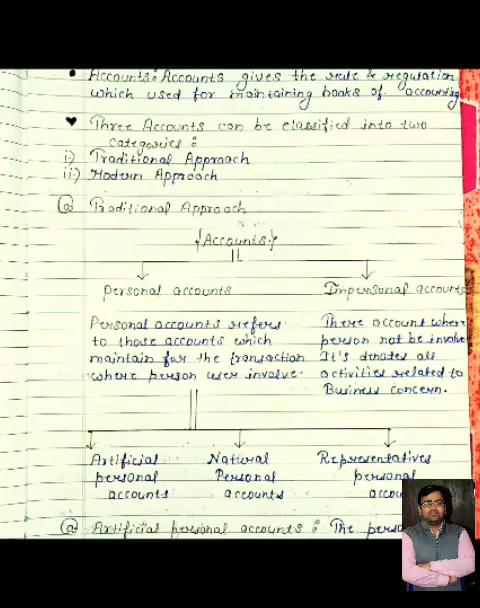 • Accounts: Accounts gives the rule & regulation
which used for maintaining books of accounting
♥ Three Accounts can be classified into two
categories:
i) Traditional Approach
ii) Modern Approach
@ Traditional Approach
{Accounts}
Personal accounts Impersonal accounts
Personal accounts refers There account where
to those accounts which person not be involve
maintain for the transaction It's denotes all
where person user involve. activities related to
Business concern.
Artificial Natural Representatives
personal Personal personal
accounts accounts
@ Artificial personal accounts: The